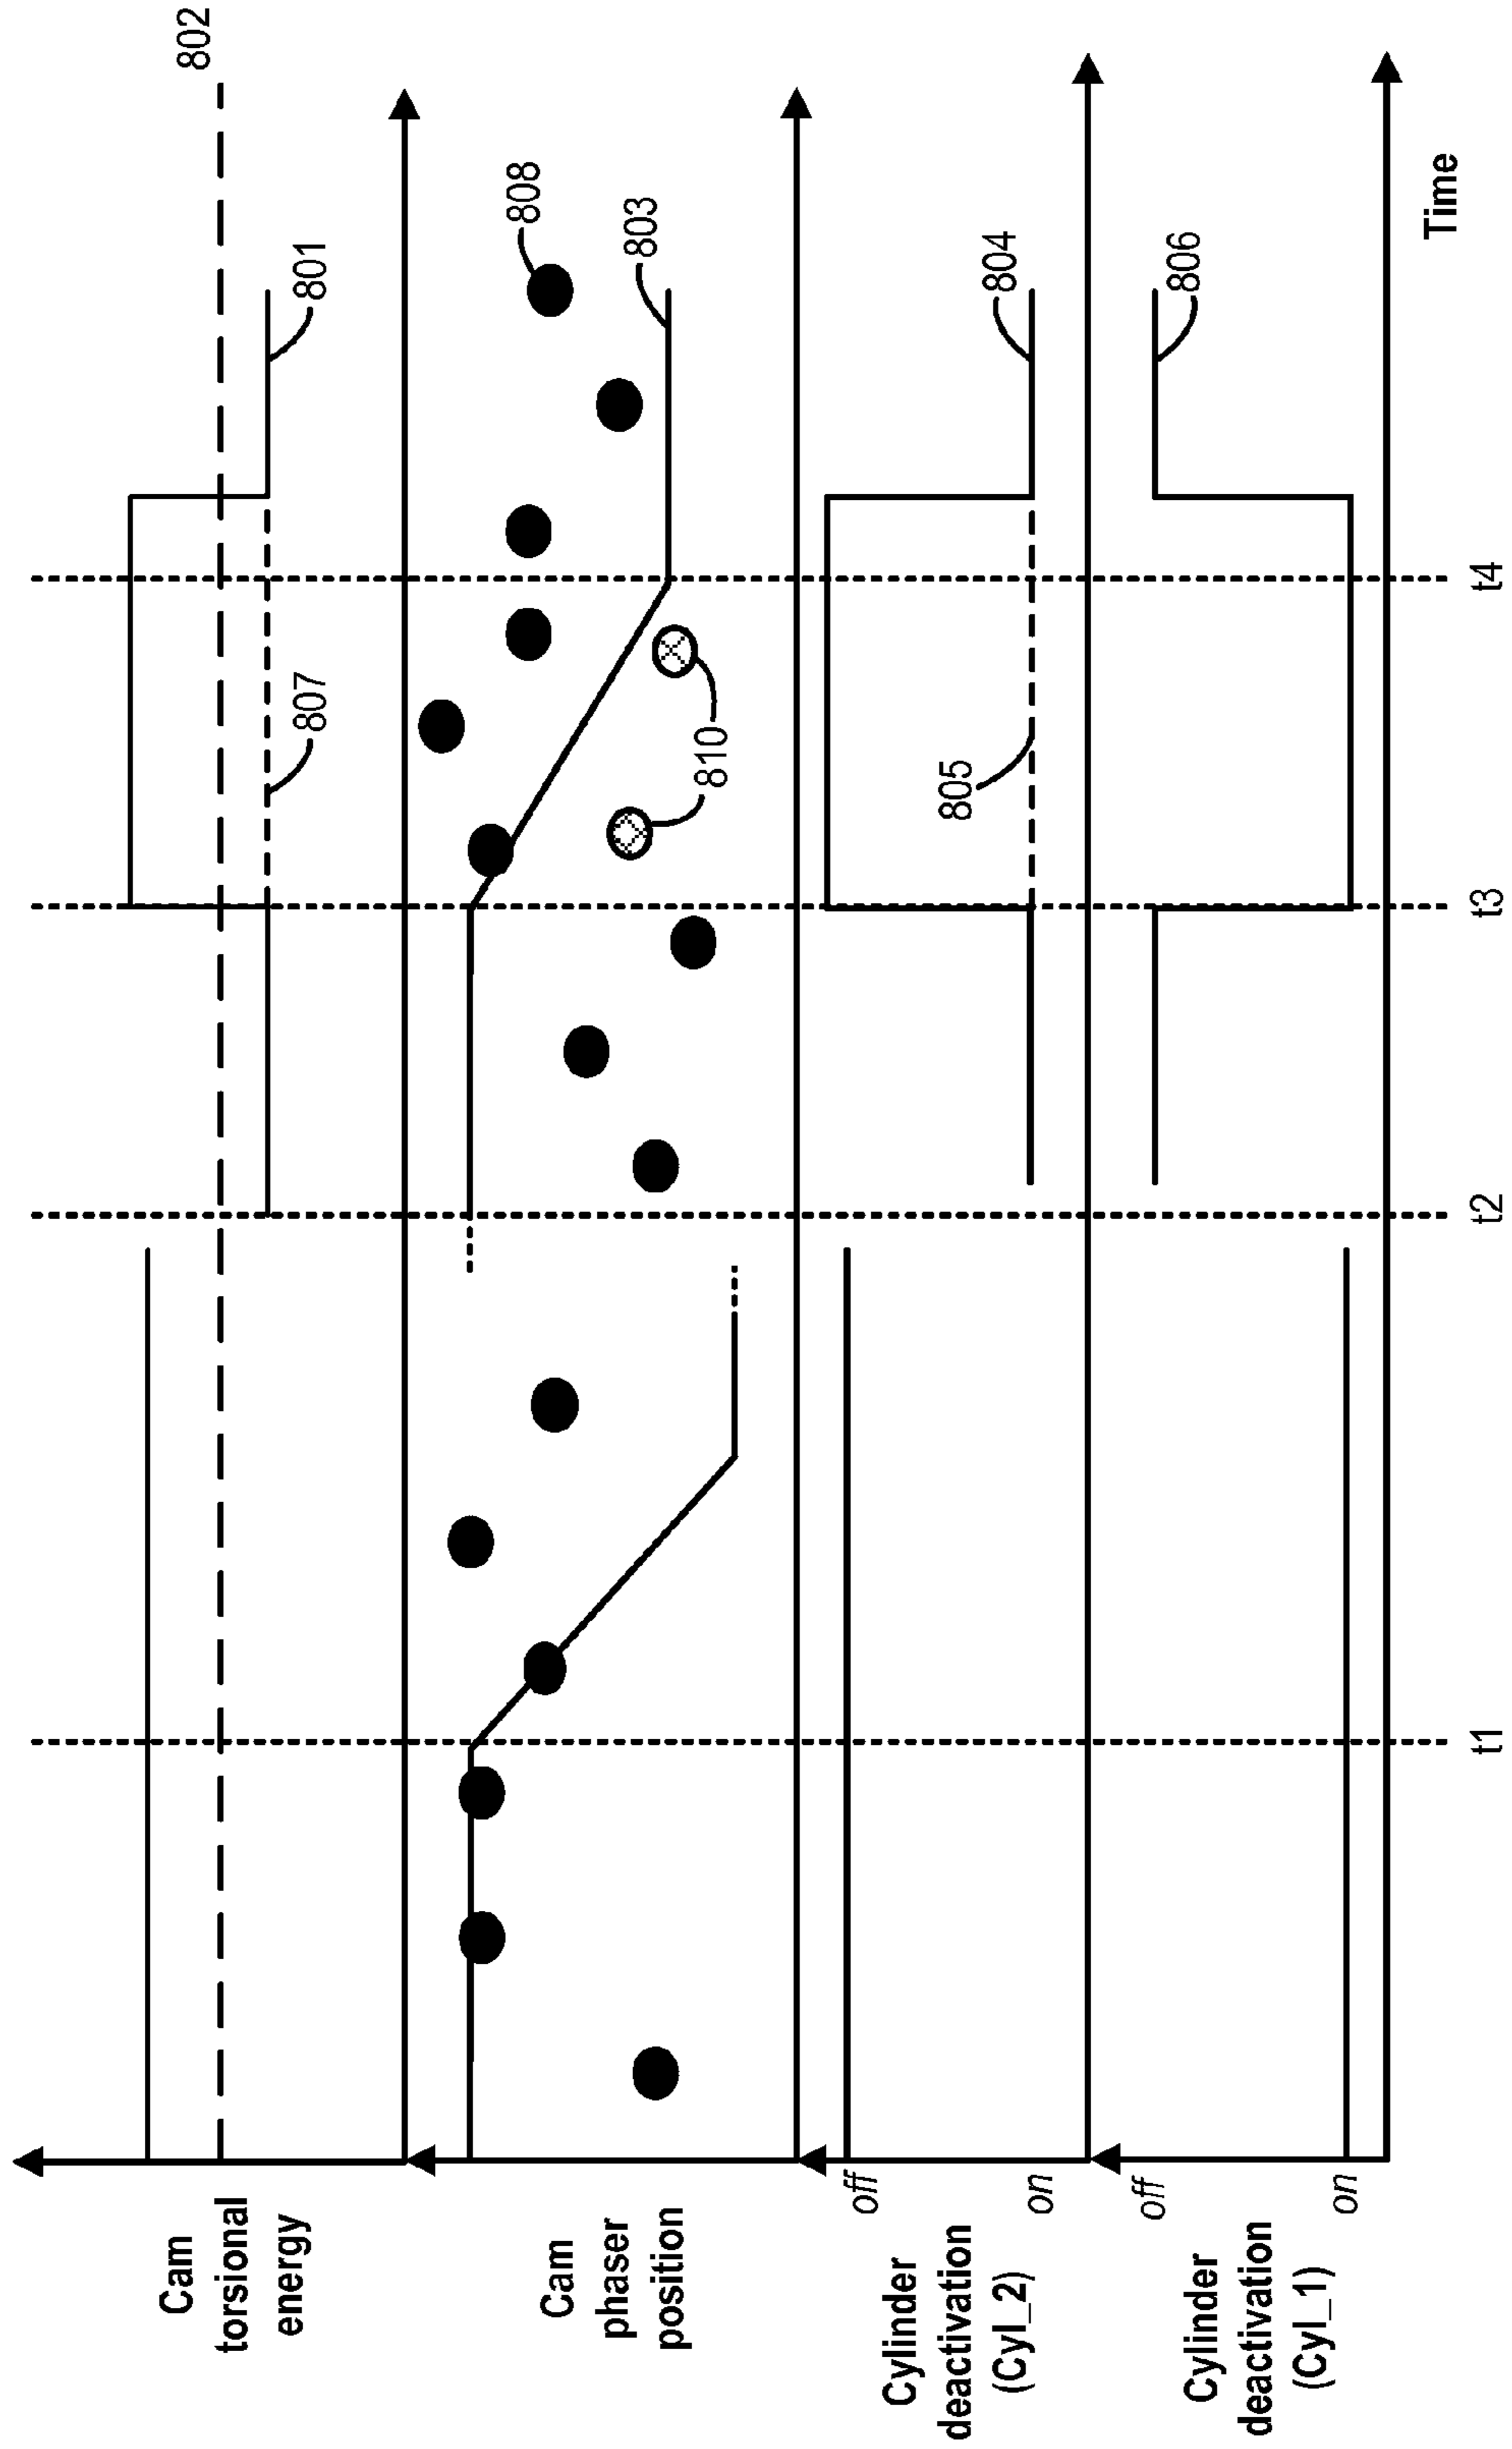 802
Cam
torsional
energy
801
807
808
Cam
phaser
position
803
810
off
804
Cylinder
deactivation
(Cyl_2)
805
on
off
806
Cylinder
deactivation
(Cyl_1)
on
Time
t1
t2
t3
t4